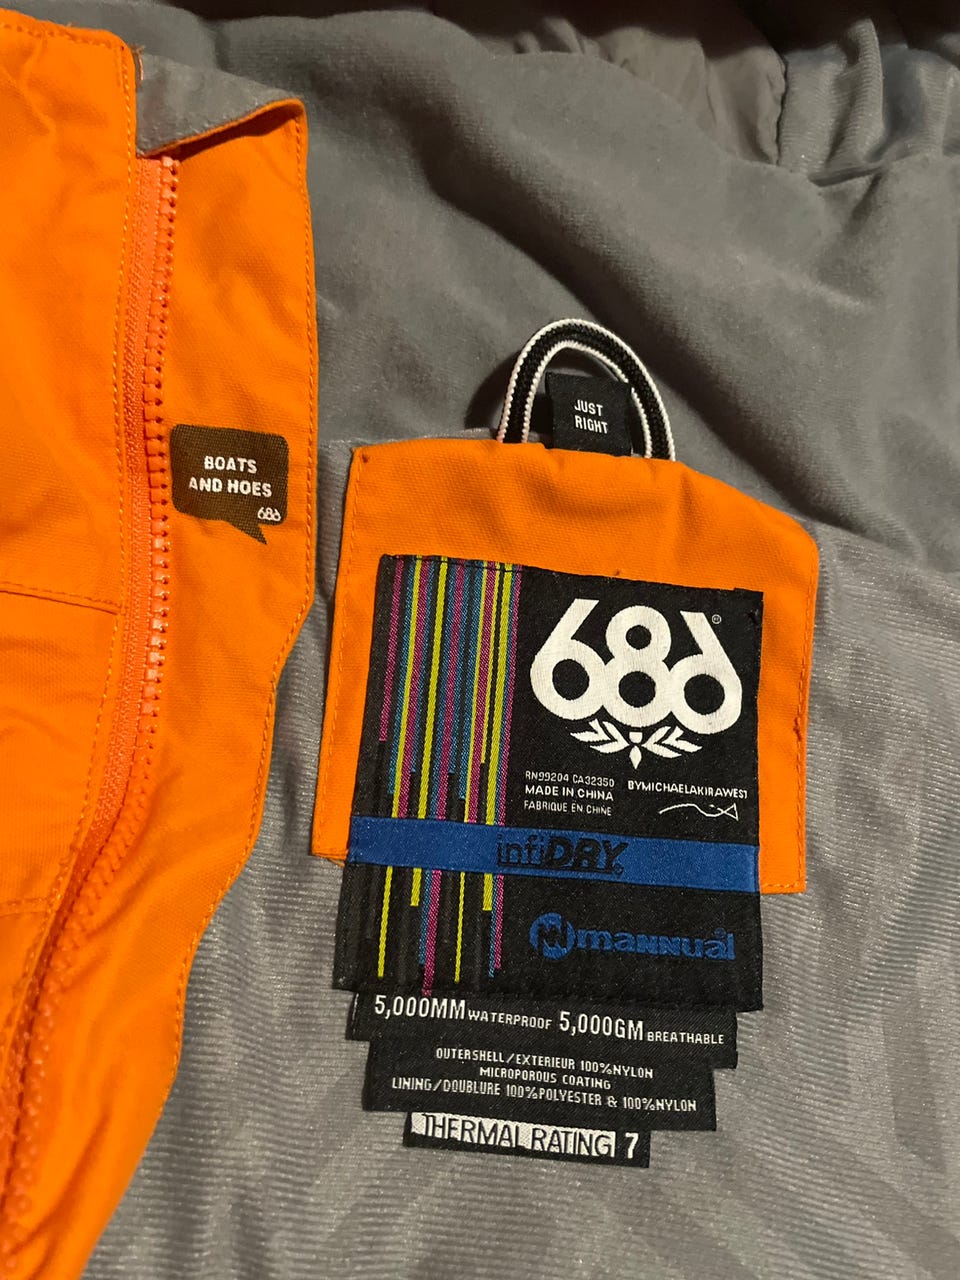 BOATS
AND HOES
686
JUST
RIGHT
686®
RN99204 CA32350
MADE IN CHINA
FABRIQUE EN CHINE
BYMICHAELAKIRAWEST
infiDRY
mannual
5,000MM WATERPROOF 5,000GM BREATHABLE
OUTERSHELL/EXTERIEUR 100%NYLON
MICROPOROUS COATING
LINING/DOUBLURE 100%POLYESTER & 100%NYLON
THERMAL RATING 7